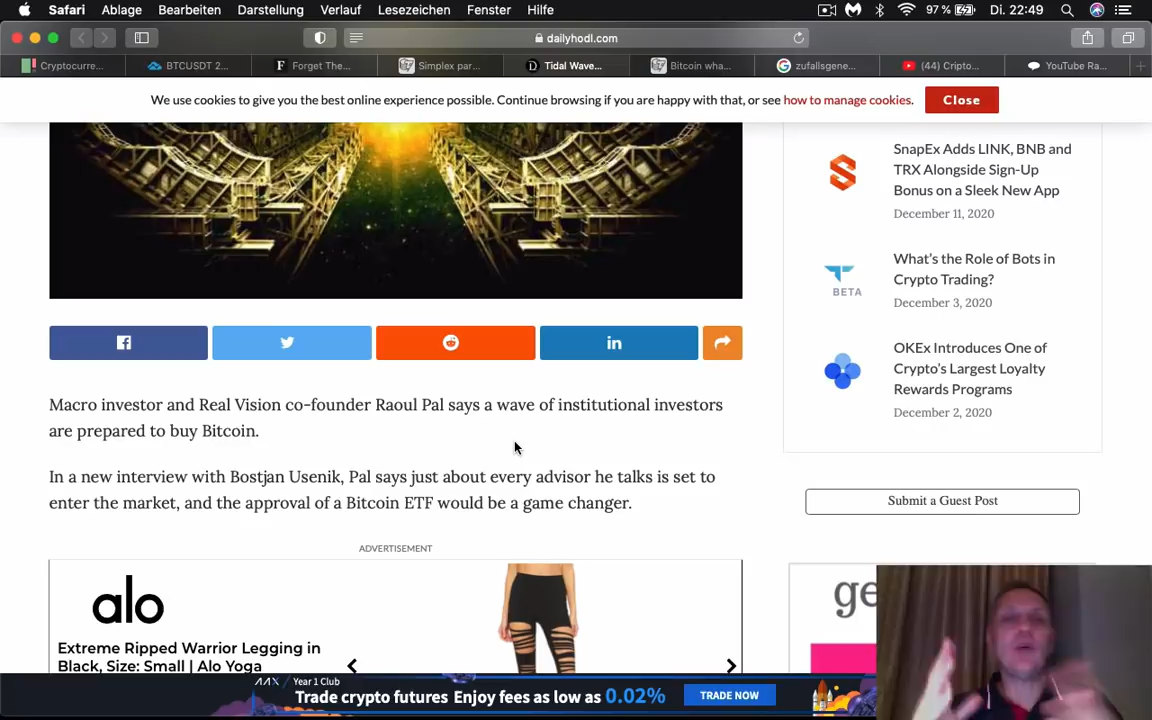 Safari Ablage Bearbeiten Darstellung Verlauf Lesezeichen Fenster Hilfe 97 % Di. 22:49
dailyhodl.com
Cryptocurre... BTCUSDT 2... Forget The... Simplex par... Tidal Wave... Bitcoin wha... zufallsgene... (44) Cripto... YouTube Ra...
We use cookies to give you the best online experience possible. Continue browsing if you are happy with that, or see how to manage cookies. Close
SnapEx Adds LINK, BNB and
TRX Alongside Sign-Up
Bonus on a Sleek New App
December 11, 2020
What's the Role of Bots in
Crypto Trading?
December 3, 2020
BETA
OKEx Introduces One of
Crypto's Largest Loyalty
Rewards Programs
December 2, 2020
Submit a Guest Post
Macro investor and Real Vision co-founder Raoul Pal says a wave of institutional investors
are prepared to buy Bitcoin.
In a new interview with Bostjan Usenik, Pal says just about every advisor he talks is set to
enter the market, and the approval of a Bitcoin ETF would be a game changer.
ADVERTISEMENT
alo
Extreme Ripped Warrior Legging in
Black, Size: Small | Alo Yoga
ge
Year 1 Club
Trade crypto futures Enjoy fees as low as 0.02% TRADE NOW